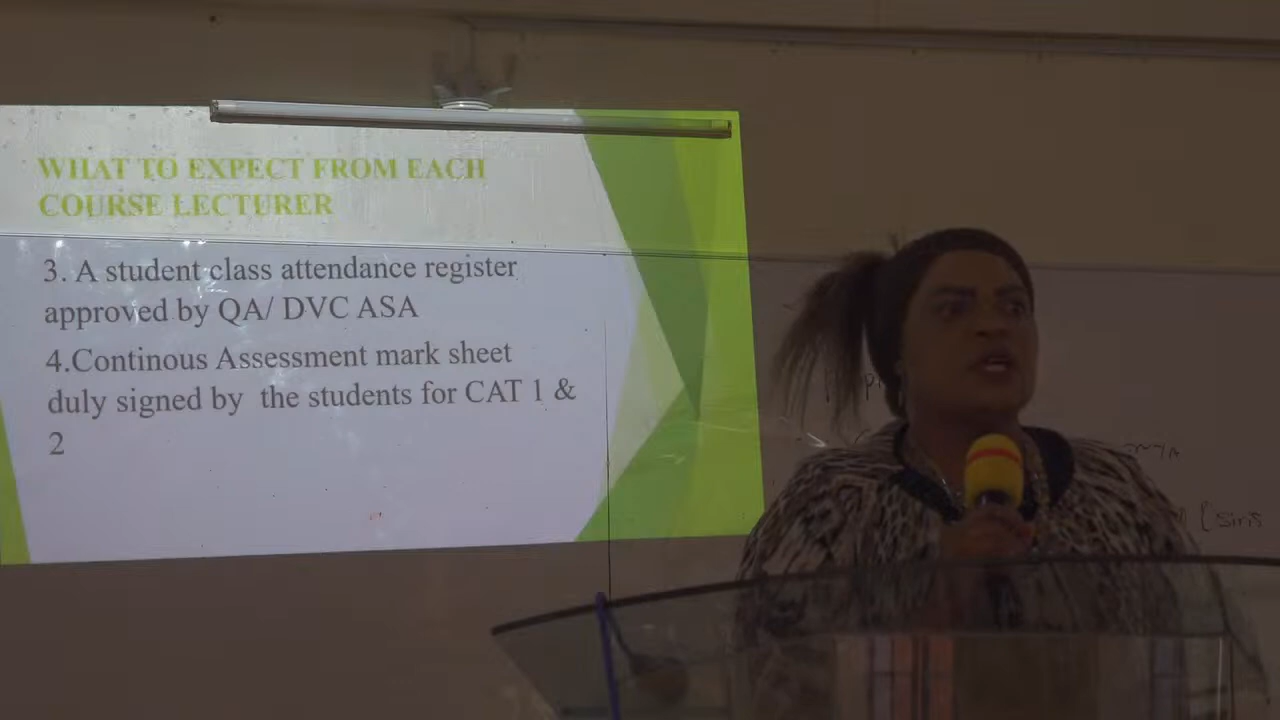 WHAT TO EXPECT FROM EACH
COURSE LECTURER
3. A student class attendance register
approved by QA/ DVC ASA
4.Continous Assessment mark sheet
duly signed by the students for CAT 1 &
2